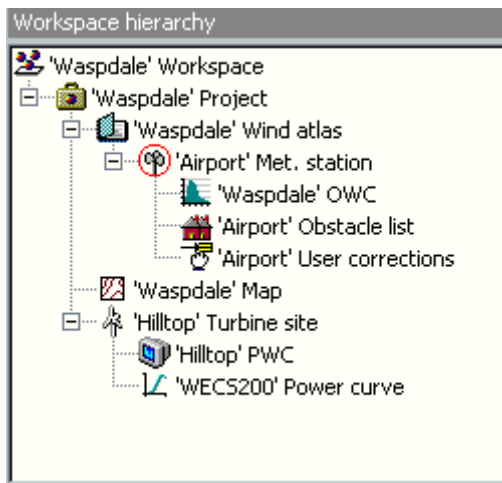 Workspace hierarchy
'Waspdale' Workspace
'Waspdale' Project
'Waspdale' Wind atlas
'Airport' Met. station
'Waspdale' OWC
'Airport' Obstacle list
'Airport' User corrections
'Waspdale' Map
'Hilltop' Turbine site
'Hilltop' PWC
'WECS200' Power curve